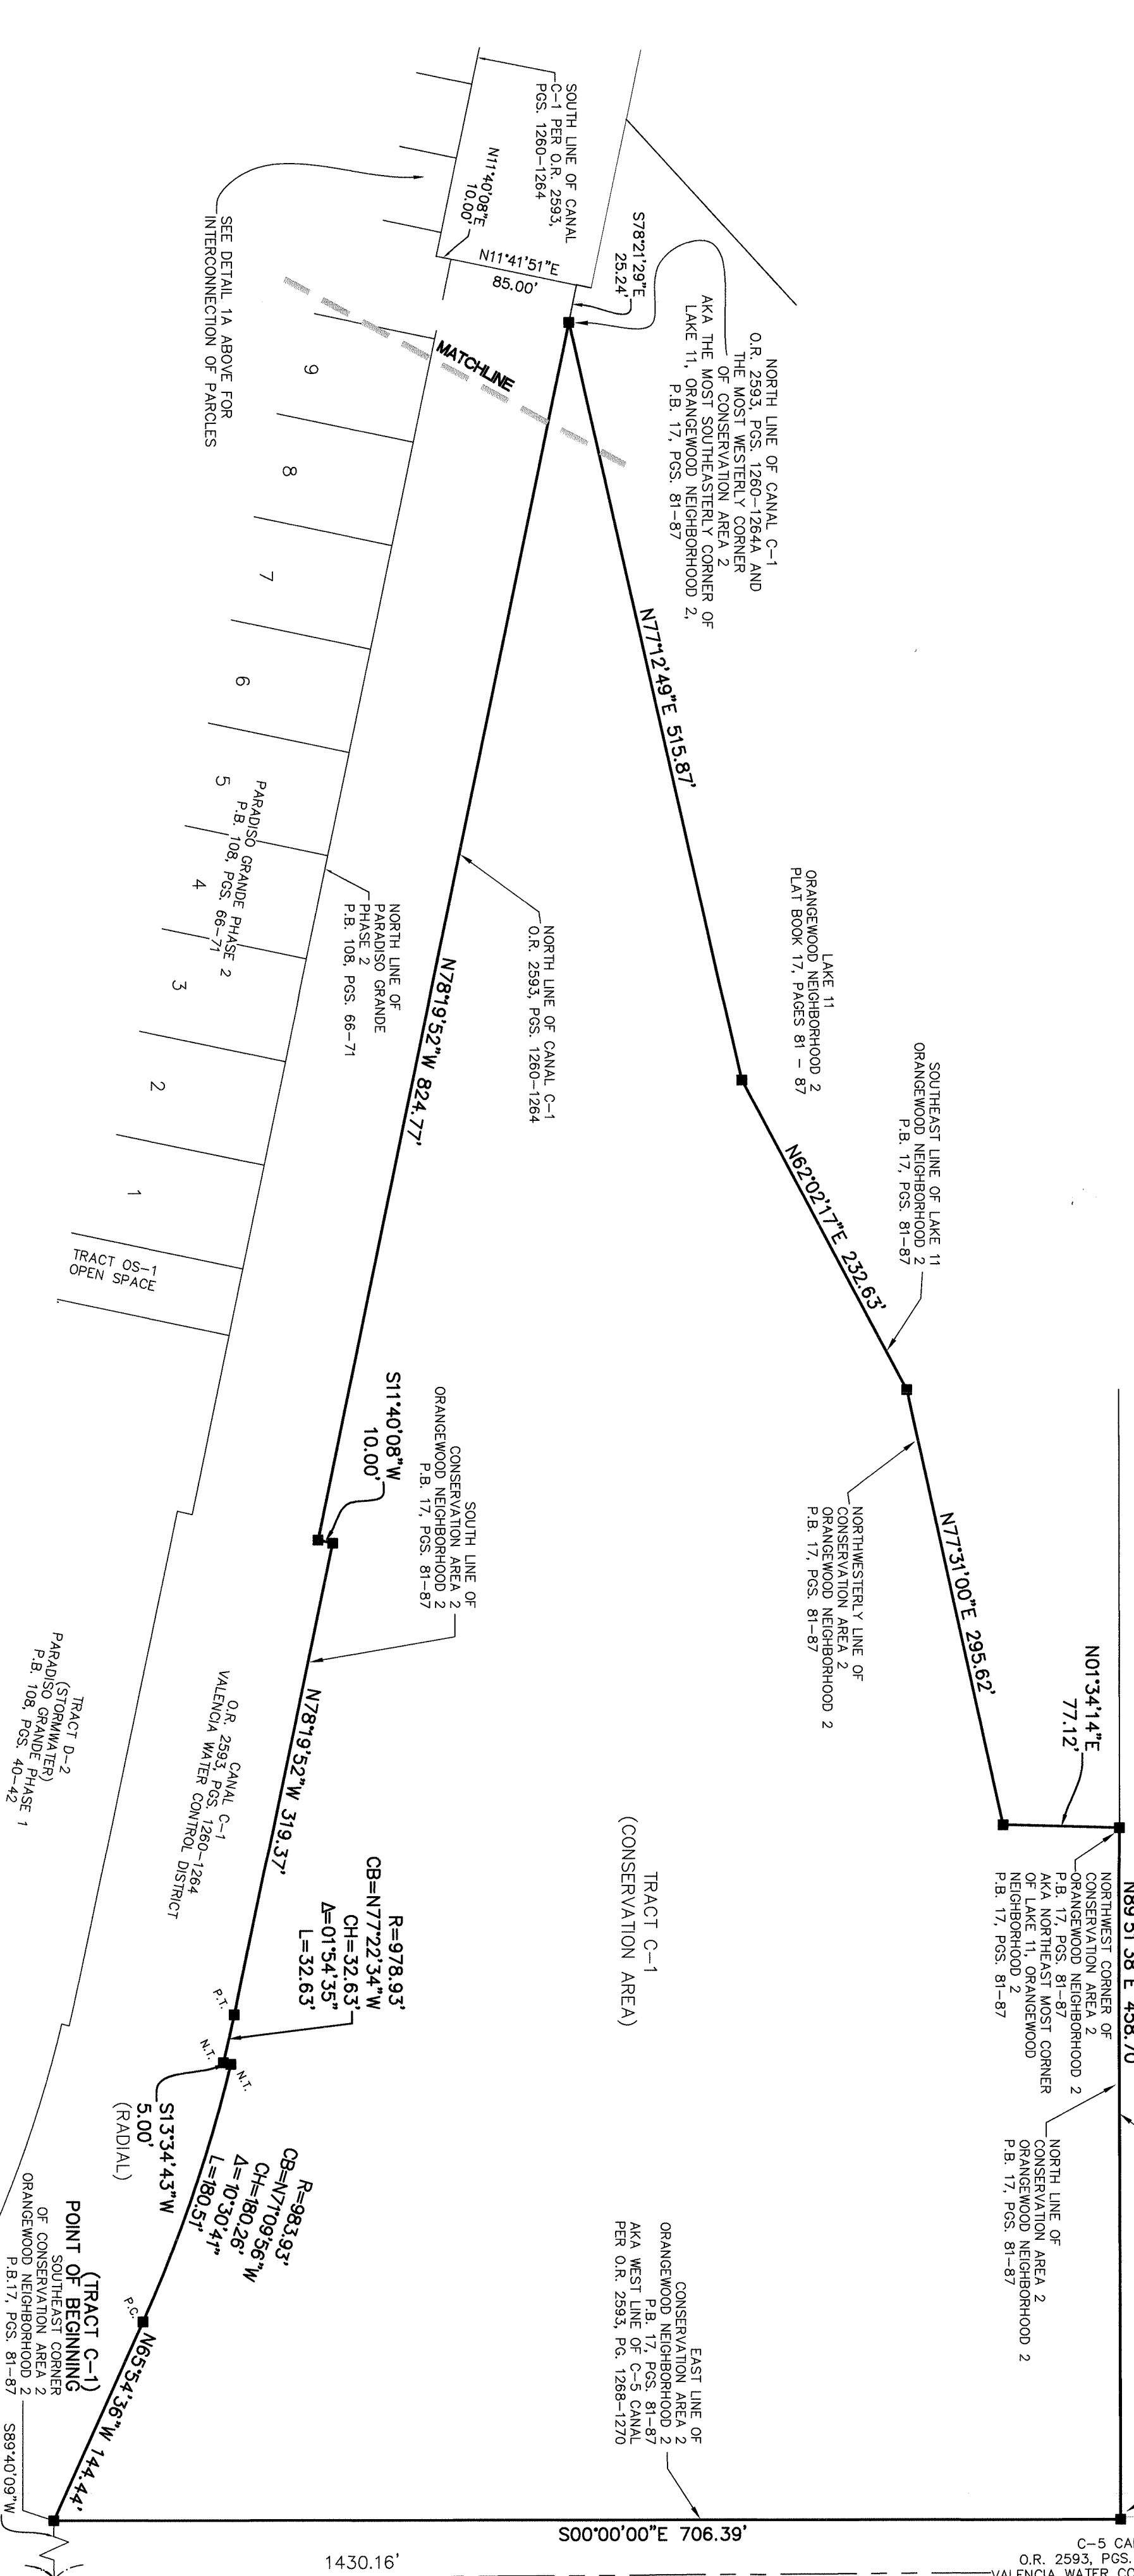 SOUTH LINE OF CANAL
C-1 PER O.R. 2593,
PGS. 1260-1264
N11°40'08"E
10.00'
N11°41'51"E
85.00'
S78°21'29"E
25.24'
NORTH LINE OF CANAL C-1
O.R. 2593, PGS. 1260-1264A AND
THE MOST WESTERLY CORNER
OF CONSERVATION AREA 2
AKA THE MOST SOUTHEASTERLY CORNER OF
LAKE 11, ORANGEWOOD NEIGHBORHOOD 2,
P.B. 17, PGS. 81-87
SEE DETAIL 1A ABOVE FOR
INTERCONNECTION OF PARCLES
MATCHLINE
9
8
7
6
5
4
3
2
1
PARADISO GRANDE PHASE 2
P.B. 108, PGS. 66-71
TRACT OS-1
OPEN SPACE
N77°12'49"E 515.87'
N78°19'52"W 824.77'
NORTH LINE OF
PARADISO GRANDE
PHASE 2
P.B. 108, PGS. 66-71
NORTH LINE OF CANAL C-1
O.R. 2593, PGS. 1260-1264
LAKE 11
ORANGEWOOD NEIGHBORHOOD 2
PLAT BOOK 17, PAGES 81 - 87
SOUTHEAST LINE OF LAKE 11
ORANGEWOOD NEIGHBORHOOD 2
P.B. 17, PGS. 81-87
N62°02'17"E 232.63'
S11°40'08"W
10.00'
SOUTH LINE OF
CONSERVATION AREA 2
ORANGEWOOD NEIGHBORHOOD 2
P.B. 17, PGS. 81-87
NORTHWESTERLY LINE OF
CONSERVATION AREA 2
ORANGEWOOD NEIGHBORHOOD 2
P.B. 17, PGS. 81-87
N77°31'00"E 295.62'
N01°34'14"E
77.12'
NORTHWEST CORNER OF
CONSERVATION AREA 2
ORANGEWOOD NEIGHBORHOOD 2
P.B. 17, PGS. 81-87
AKA NORTHEAST MOST CORNER
OF LAKE 11, ORANGEWOOD
NEIGHBORHOOD 2
P.B. 17, PGS. 81-87
N89°51'38"E 458.70'
NORTH LINE OF
CONSERVATION AREA 2
ORANGEWOOD NEIGHBORHOOD 2
P.B. 17, PGS. 81-87
TRACT D-2
(STORMWATER)
PARADISO GRANDE PHASE 1
P.B. 108, PGS. 40-42
CANAL C-1
O.R. 2593, PGS. 1260-1264
VALENCIA WATER CONTROL DISTRICT
N78°19'52"W 319.37'
TRACT C-1
(CONSERVATION AREA)
R=978.93'
CB=N77°22'34"W
CH=32.63'
Δ=01°54'35"
L=32.63'
P.T.
N.T.
N.T.
S13°34'43"W
5.00'
(RADIAL)
R=983.93'
CB=N71°09'56"W
CH=180.26'
Δ=10°30'41"
L=180.51'
P.C.
N65°54'36"W 144.44'
(TRACT C-1)
POINT OF BEGINNING
SOUTHEAST CORNER
OF CONSERVATION AREA 2
ORANGEWOOD NEIGHBORHOOD 2
P.B.17, PGS. 81-87
S89°40'09"W
EAST LINE OF
CONSERVATION AREA 2
ORANGEWOOD NEIGHBORHOOD 2
P.B. 17, PGS. 81-87
AKA WEST LINE OF C-5 CANAL
PER O.R. 2593, PG. 1268-1270
S00°00'00"E 706.39'
1430.16'
C-5 CA
O.R. 2593, PGS.
VALENCIA WATER CO